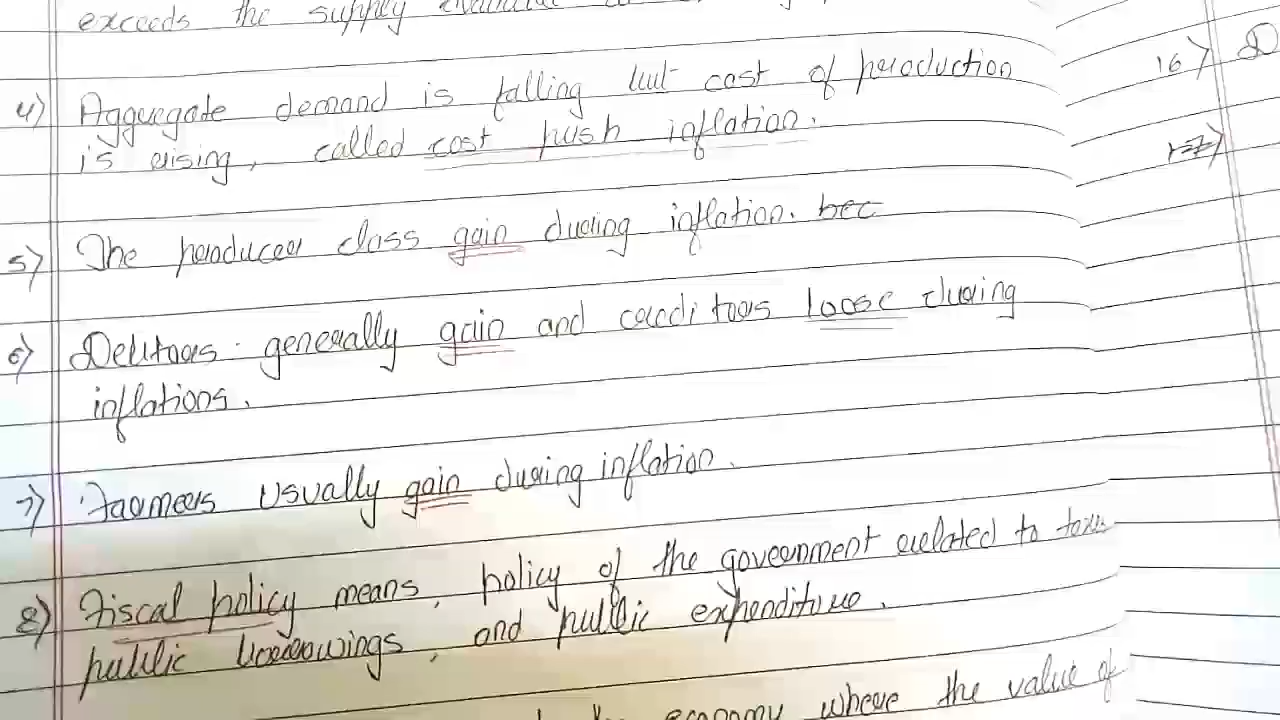 exceeds the supply
4) Aggregate demand is falling but cost of production
is rising, called cost push inflation.
5) The producer class gain during inflation. bec
6) Debtors generally gain and creditors loose during
inflations.
7) Farmers usually gain during inflation.
8) Fiscal policy means, policy of the government related to
public borrowings, and public expenditure.
economy where the value of
16) D
17)